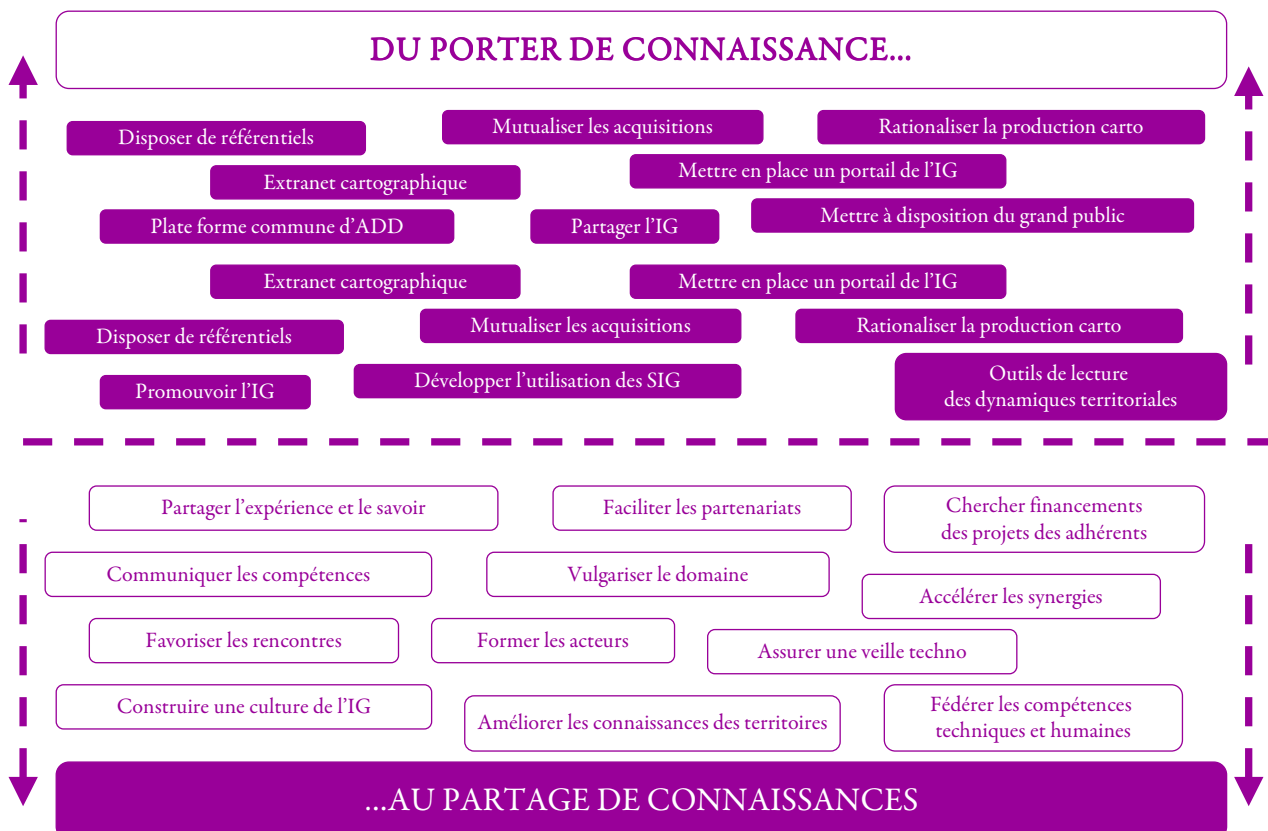 DU PORTER DE CONNAISSANCE...
Disposer de référentiels
Mutualiser les acquisitions
Rationaliser la production carto
Extranet cartographique
Mettre en place un portail de l’IG
Plate forme commune d’ADD
Partager l’IG
Mettre à disposition du grand public
Extranet cartographique
Mettre en place un portail de l’IG
Disposer de référentiels
Mutualiser les acquisitions
Rationaliser la production carto
Promouvoir l’IG
Développer l’utilisation des SIG
Outils de lecture
des dynamiques territoriales
Partager l’expérience et le savoir
Faciliter les partenariats
Chercher financements
des projets des adhérents
Communiquer les compétences
Vulgariser le domaine
Accélérer les synergies
Favoriser les rencontres
Former les acteurs
Assurer une veille techno
Construire une culture de l’IG
Améliorer les connaissances des territoires
Fédérer les compétences
techniques et humaines
...AU PARTAGE DE CONNAISSANCES